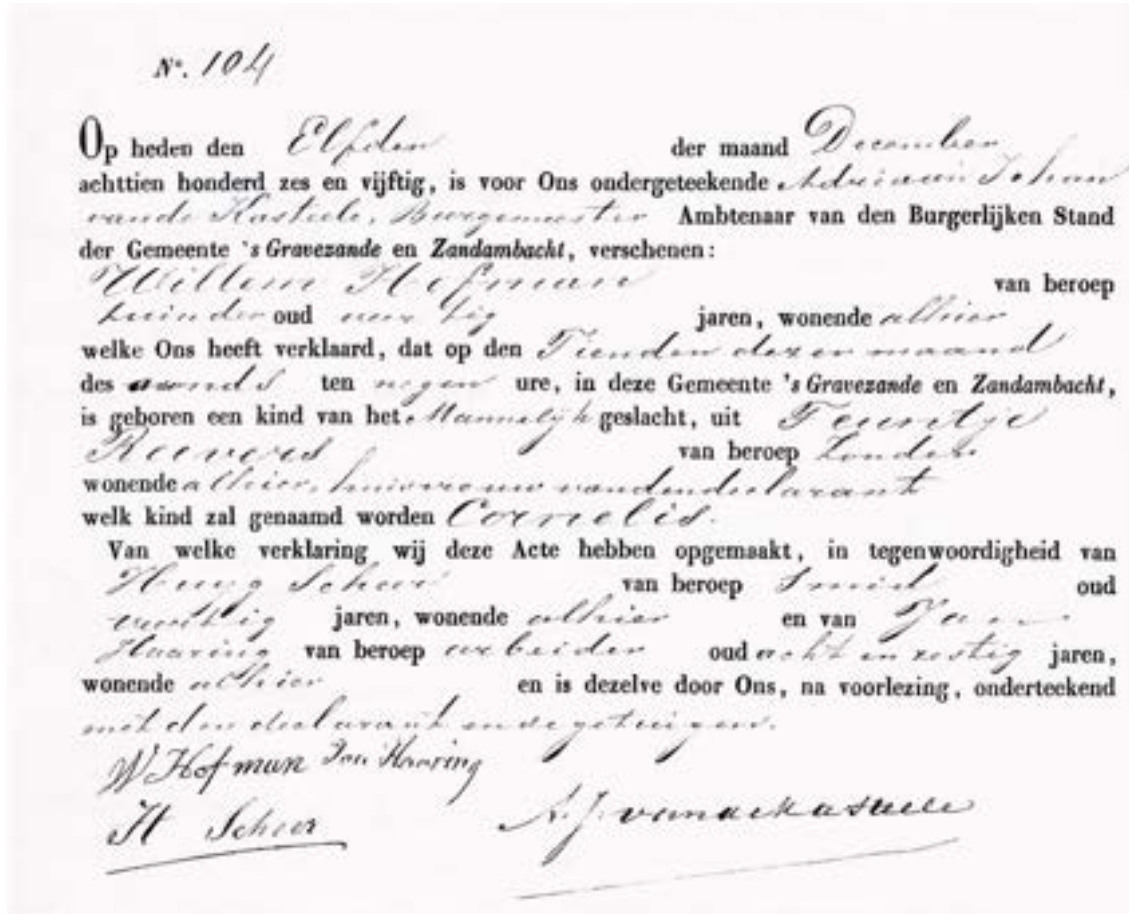 N°. 104
Op heden den Elfden der maand December
achttien honderd zes en vijftig, is voor Ons ondergeteekende Adriaan Johan
van de Kasteele, Burgemeester Ambtenaar van den Burgerlijken Stand
der Gemeente 's Gravezande en Zandambacht, verschenen:
Willem Hofman van beroep
tuinder oud veertig jaren, wonende alhier
welke Ons heeft verklaard, dat op den Tienden dezer maand
des avonds ten negen ure, in deze Gemeente 's Gravezande en Zandambacht,
is geboren een kind van het Mannelijk geslacht, uit Teuntje
Reevers van beroep Zonder
wonende alhier, huisvrouw van den declarant
welk kind zal genaamd worden Cornelis.
Van welke verklaring wij deze Acte hebben opgemaakt, in tegenwoordigheid van
Huug Scheer van beroep Smid oud
jaren, wonende alhier en van Jan
Haaring van beroep arbeider oud acht en zestig jaren,
wonende alhier en is dezelve door Ons, na voorlezing, onderteekend
met den declarant en de getuigen.
W Hofman Jan Haaring
H Scheer A. J. van de Kasteele